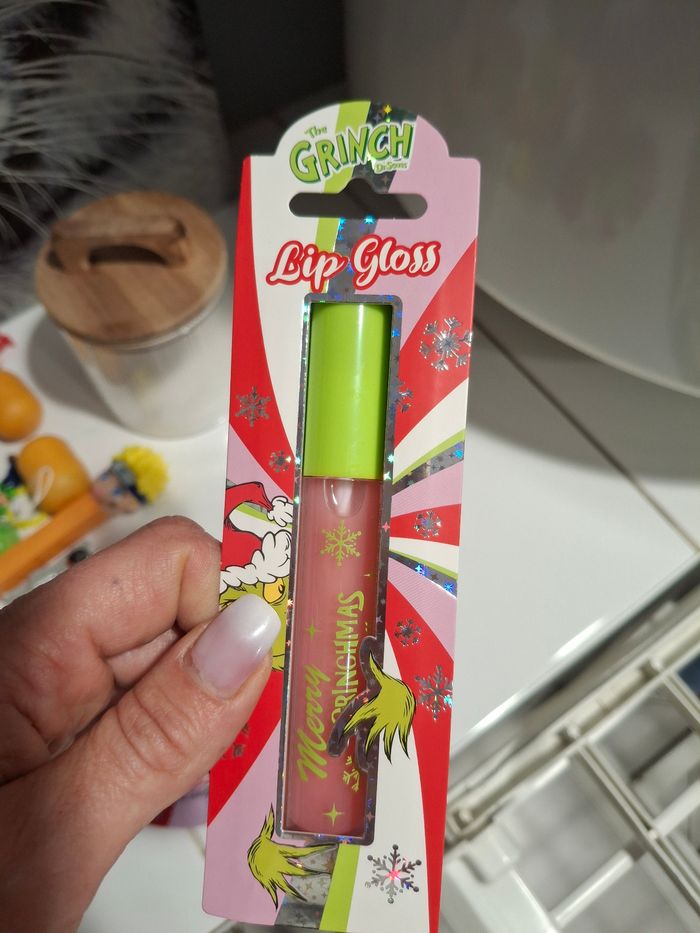 The
GRINCH
Dr. Seuss
Lip Gloss
Merry
GRINCHMAS